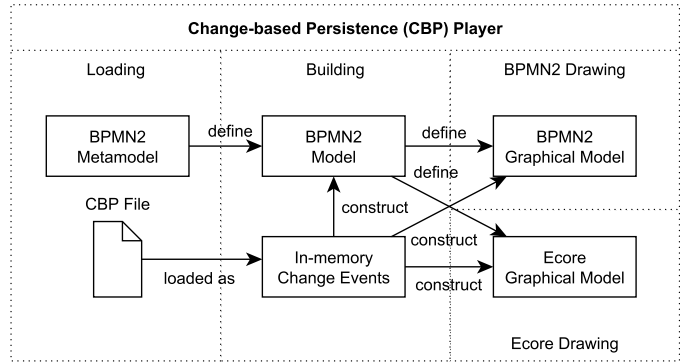 Change-based Persistence (CBP) Player
Loading
Building
BPMN2 Drawing
BPMN2
Metamodel
define
BPMN2
Model
define
BPMN2
Graphical Model
define
CBP File
construct
loaded as
In-memory
Change Events
construct
construct
Ecore
Graphical Model
Ecore Drawing